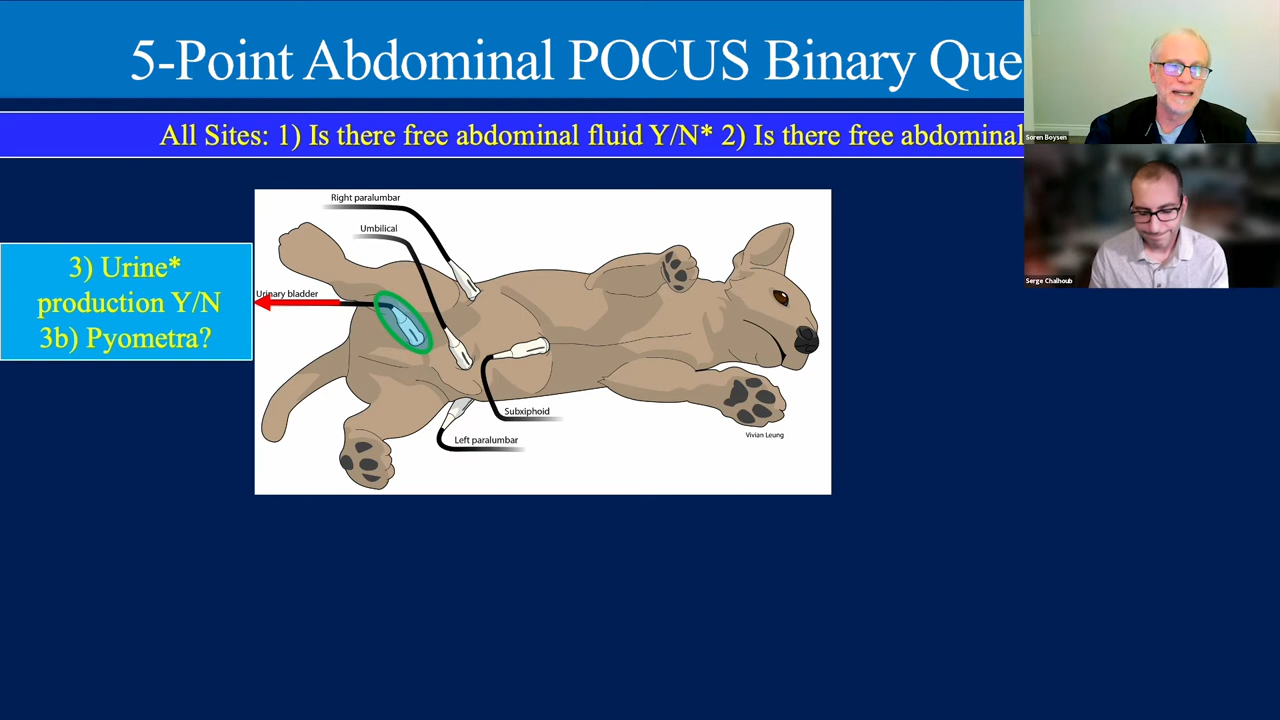 5-Point Abdominal POCUS Binary Que
All Sites: 1) Is there free abdominal fluid Y/N* 2) Is there free abdominal
Soren Boysen
Serge Chalhoub
Right paralumbar
Umbilical
3) Urine*
production Y/N
3b) Pyometra?
Urinary bladder
Subxiphoid
Left paralumbar
Vivian Leung